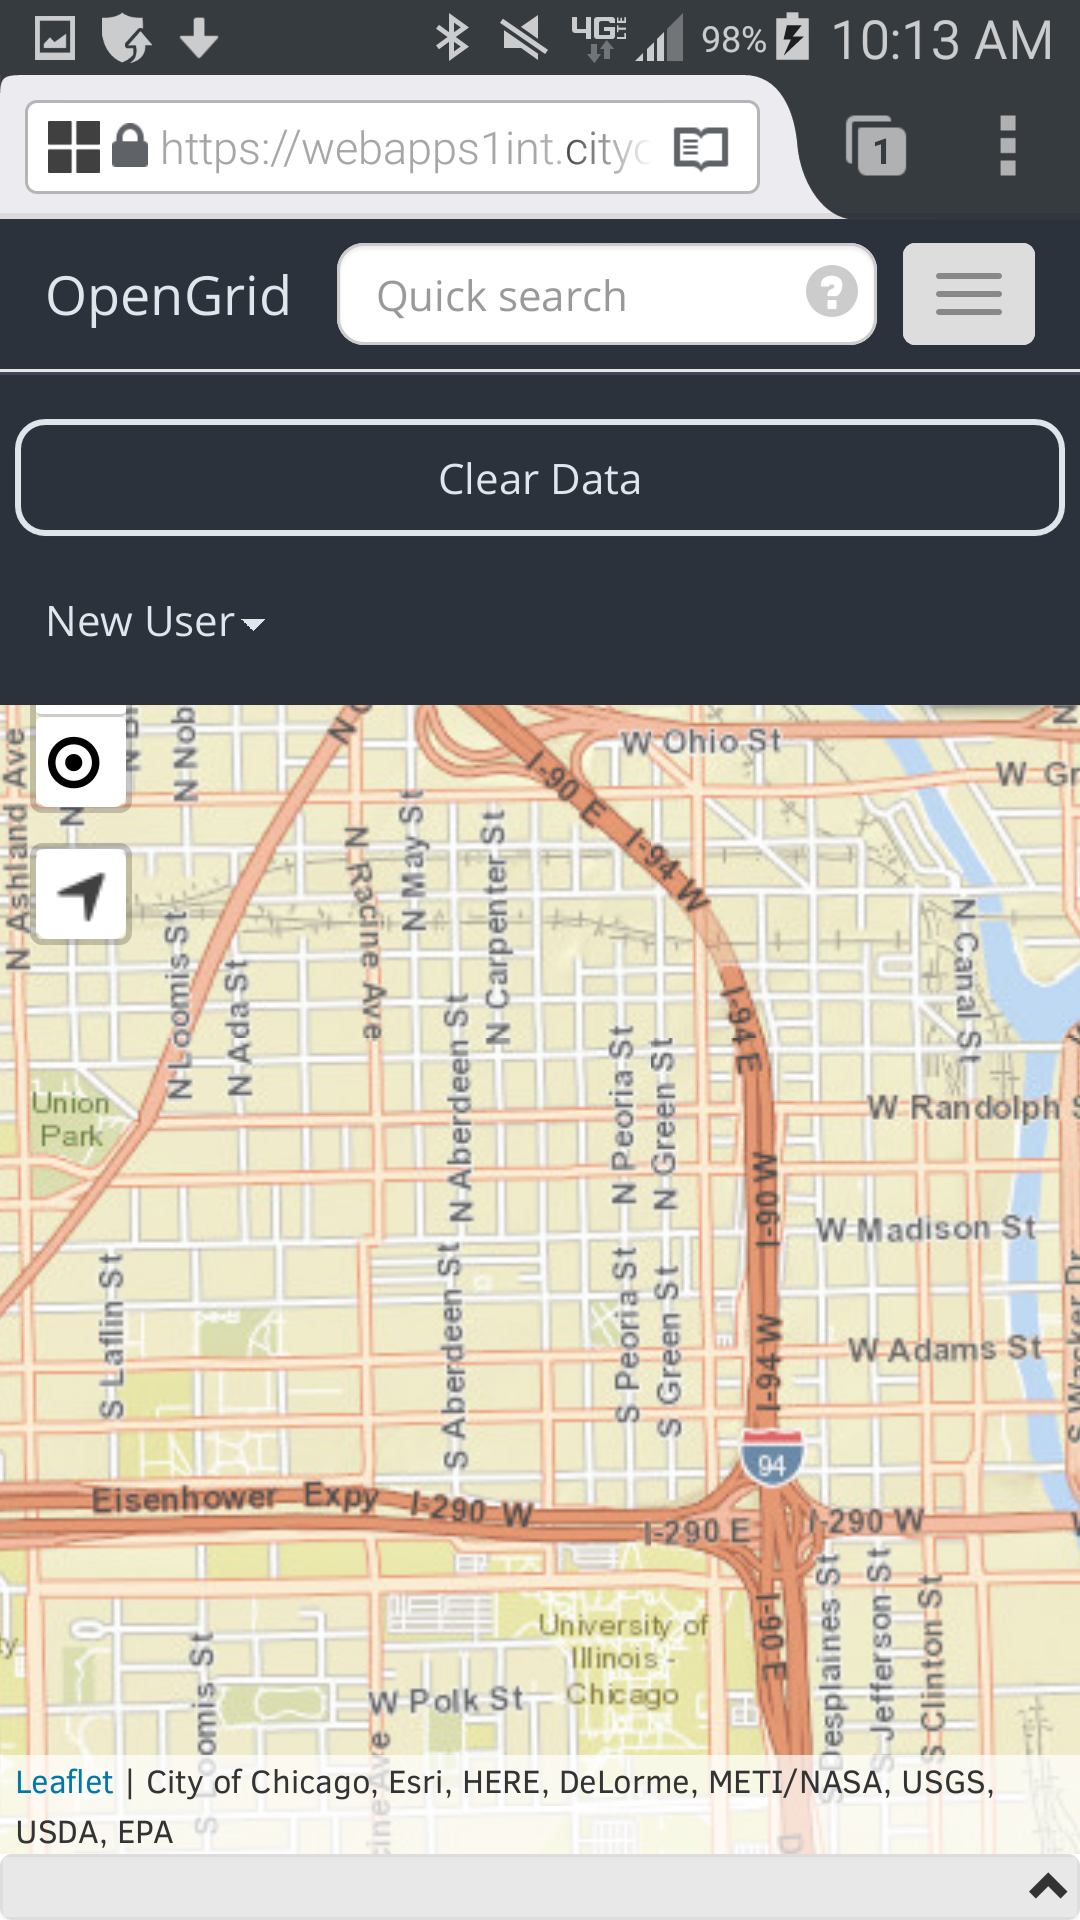 4G LTE 98% 10:13 AM
https://webapps1int.cityc
1
OpenGrid
Quick search
?
Clear Data
New User
W Ohio St
W Gr
N Nob
N Ashland Ave
I-90 E
I-94 W
N May St
N Racine Ave
N Carpenter St
N Canal St
N Loomis St
N Ada St
I-94 E
N Aberdeen St
N Peoria St
N Green St
Union
Park
W Randolph S
I-90 W
W Madison St
S Laflin St
S Aberdeen St
S Peoria St
S Green St
I-94 W
W Adams St
S Wacker Dr
94
Eisenhower Expy
I-290 W
I-290 E
I-290 W
I-90 E
S Desplaines St
S Jefferson St
S Clinton St
University of
Illinois -
Chicago
S Loomis St
W Polk St
cine Ave
Leaflet | City of Chicago, Esri, HERE, DeLorme, METI/NASA, USGS,
USDA, EPA